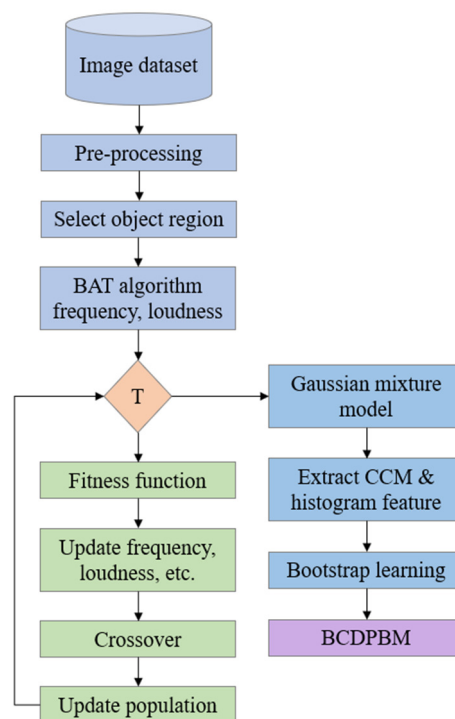 Image dataset
Pre-processing
Select object region
BAT algorithm
frequency, loudness
T
Fitness function
Update frequency,
loudness, etc.
Crossover
Update population
Gaussian mixture
model
Extract CCM &
histogram feature
Bootstrap learning
BCDPBM